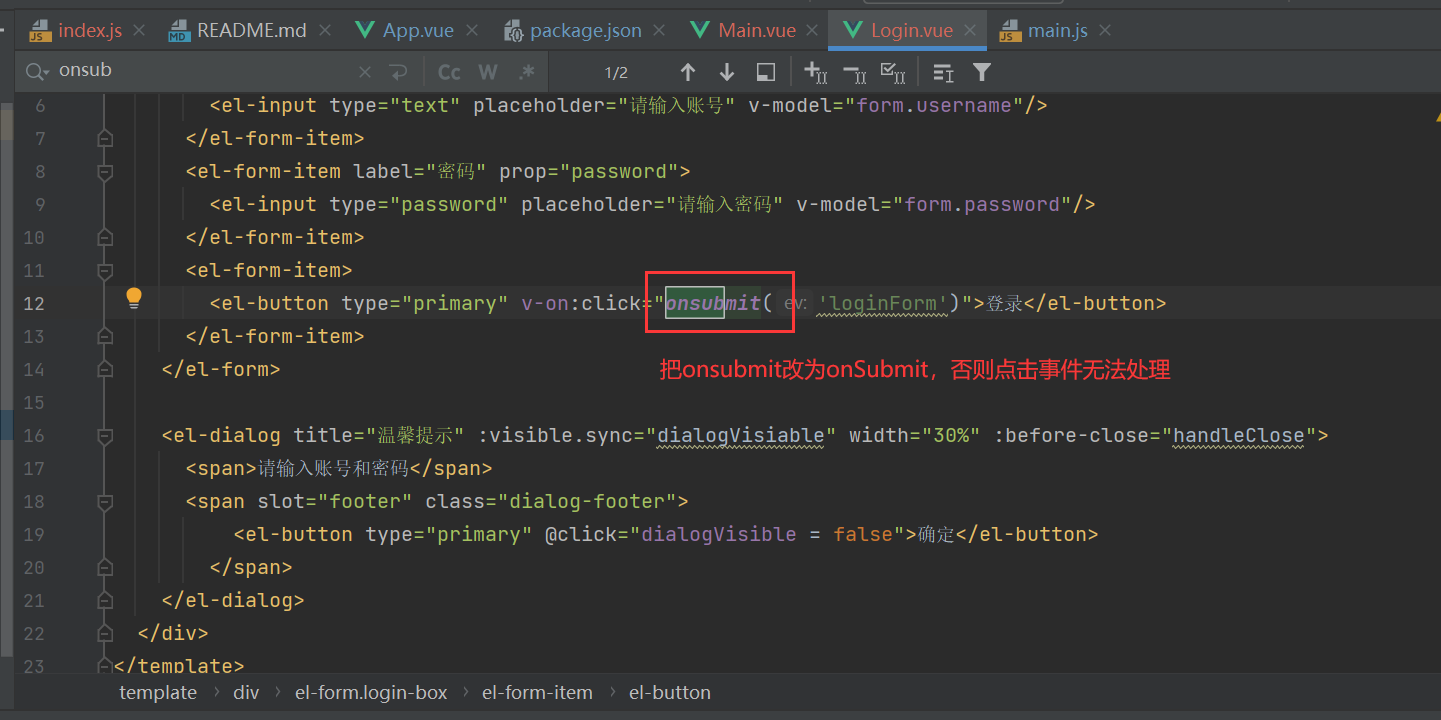 index.js README.md App.vue package.json Main.vue Login.vue main.js
onsub Cc W .* 1/2
6 <el-input type="text" placeholder="请输入账号" v-model="form.username"/>
7 </el-form-item>
8 <el-form-item label="密码" prop="password">
9 <el-input type="password" placeholder="请输入密码" v-model="form.password"/>
10 </el-form-item>
11 <el-form-item>
12 <el-button type="primary" v-on:click="onsubmit( ev: 'loginForm')">登录</el-button>
13 </el-form-item>
14 </el-form>
把onsubmit改为onSubmit，否则点击事件无法处理
15
16 <el-dialog title="温馨提示" :visible.sync="dialogVisiable" width="30%" :before-close="handleClose">
17 <span>请输入账号和密码</span>
18 <span slot="footer" class="dialog-footer">
19 <el-button type="primary" @click="dialogVisible = false">确定</el-button>
20 </span>
21 </el-dialog>
22 </div>
23 </template>
template › div › el-form.login-box › el-form-item › el-button